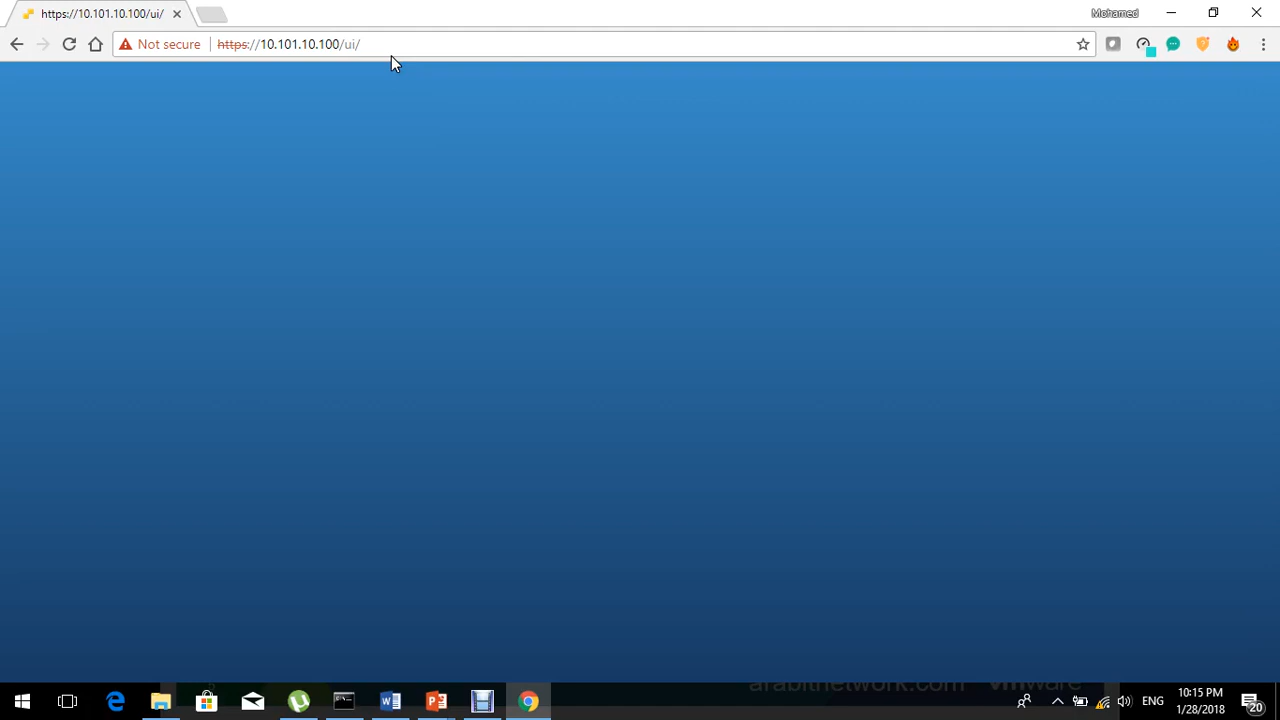 https://10.101.10.100/ui/
Mohamed
Not secure
https://10.101.10.100/ui/
arabitnetwork.com vmware
ENG
10:15 PM
1/28/2018
20